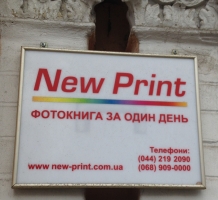 New Print
ФОТОКНИГА ЗА ОДИН ДЕНЬ
Телефони:
(044) 219 2090
www.new-print.com.ua (068) 909-0000